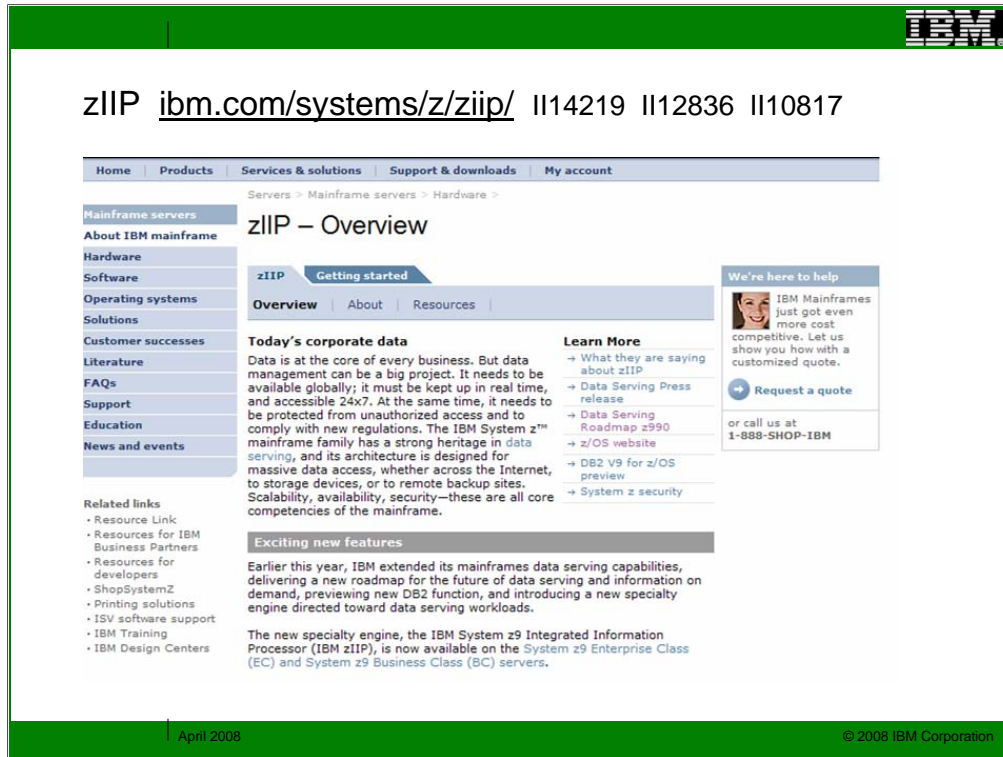 IBM®
zIIP ibm.com/systems/z/ziip/ II14219 II12836 II10817
Home | Products | Services & solutions | Support & downloads | My account
Servers > Mainframe servers > Hardware >
zIIP – Overview
Mainframe servers
About IBM mainframe
Hardware
Software
Operating systems
Solutions
Customer successes
Literature
FAQs
Support
Education
News and events
Related links
• Resource Link
• Resources for IBM
Business Partners
• Resources for
developers
• ShopSystemZ
• Printing solutions
• ISV software support
• IBM Training
• IBM Design Centers
zIIP Getting started
Overview | About | Resources |
Today's corporate data
Data is at the core of every business. But data
management can be a big project. It needs to be
available globally; it must be kept up in real time,
and accessible 24x7. At the same time, it needs to
be protected from unauthorized access and to
comply with new regulations. The IBM System z™
mainframe family has a strong heritage in data
serving, and its architecture is designed for
massive data access, whether across the Internet,
to storage devices, or to remote backup sites.
Scalability, availability, security—these are all core
competencies of the mainframe.
Learn More
→ What they are saying
about zIIP
→ Data Serving Press
release
→ Data Serving
Roadmap z990
→ z/OS website
→ DB2 V9 for z/OS
preview
→ System z security
Exciting new features
Earlier this year, IBM extended its mainframes data serving capabilities,
delivering a new roadmap for the future of data serving and information on
demand, previewing new DB2 function, and introducing a new specialty
engine directed toward data serving workloads.
The new specialty engine, the IBM System z9 Integrated Information
Processor (IBM zIIP), is now available on the System z9 Enterprise Class
(EC) and System z9 Business Class (BC) servers.
We're here to help
IBM Mainframes
just got even
more cost
competitive. Let us
show you how with a
customized quote.
Request a quote
or call us at
1-888-SHOP-IBM
April 2008
© 2008 IBM Corporation